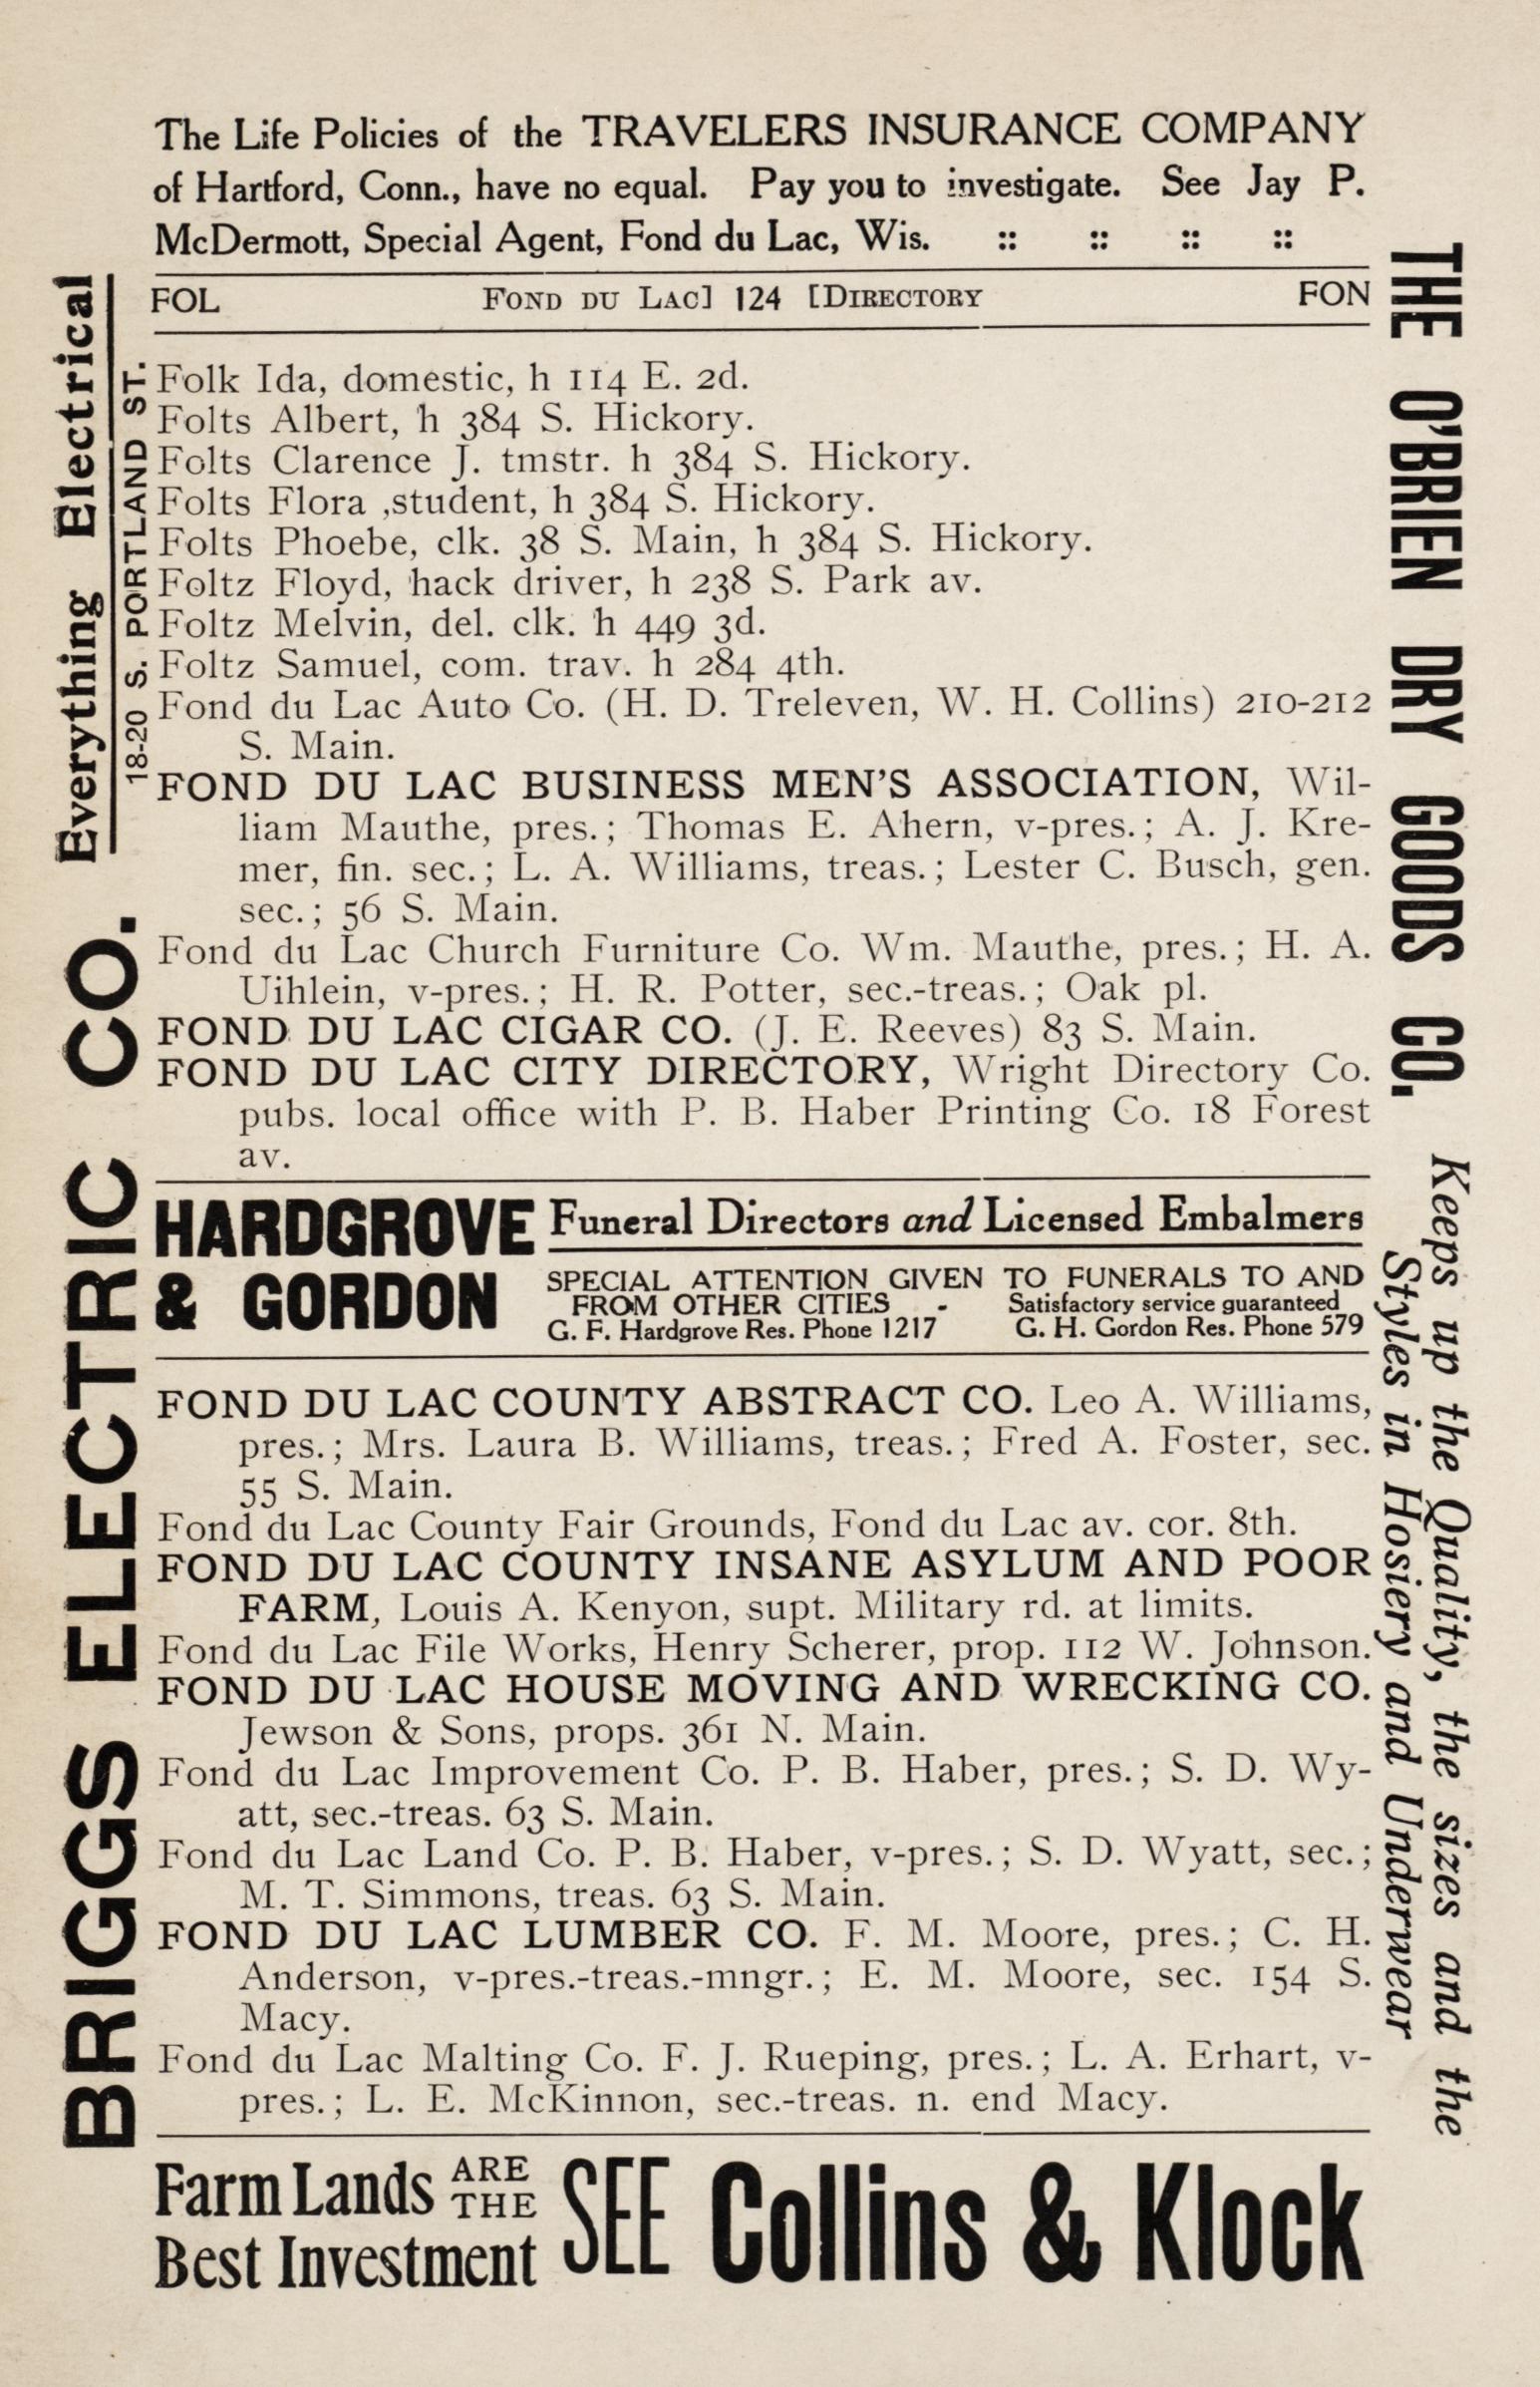 The Life Policies of the TRAVELERS INSURANCE COMPANY
of Hartford, Conn., have no equal. Pay you to investigate. See Jay P.
McDermott, Special Agent, Fond du Lac, Wis. :: :: :: ::
FOL FOND DU LAC] 124 [DIRECTORY FON
Folk Ida, domestic, h 114 E. 2d.
Folts Albert, h 384 S. Hickory.
Folts Clarence J. tmstr. h 384 S. Hickory.
Folts Flora ,student, h 384 S. Hickory.
Folts Phoebe, clk. 38 S. Main, h 384 S. Hickory.
Foltz Floyd, hack driver, h 238 S. Park av.
Foltz Melvin, del. clk. h 449 3d.
Foltz Samuel, com. trav. h 284 4th.
Fond du Lac Auto Co. (H. D. Treleven, W. H. Collins) 210-212
S. Main.
FOND DU LAC BUSINESS MEN'S ASSOCIATION, Wil-
liam Mauthe, pres.; Thomas E. Ahern, v-pres.; A. J. Kre-
mer, fin. sec.; L. A. Williams, treas.; Lester C. Busch, gen.
sec.; 56 S. Main.
Fond du Lac Church Furniture Co. Wm. Mauthe, pres.; H. A.
Uihlein, v-pres.; H. R. Potter, sec.-treas.; Oak pl.
FOND DU LAC CIGAR CO. (J. E. Reeves) 83 S. Main.
FOND DU LAC CITY DIRECTORY, Wright Directory Co.
pubs. local office with P. B. Haber Printing Co. 18 Forest
av.
HARDGROVE
& GORDON
Funeral Directors and Licensed Embalmers
SPECIAL ATTENTION GIVEN TO FUNERALS TO AND
FROM OTHER CITIES - Satisfactory service guaranteed
G. F. Hardgrove Res. Phone 1217 G. H. Gordon Res. Phone 579
FOND DU LAC COUNTY ABSTRACT CO. Leo A. Williams,
pres.; Mrs. Laura B. Williams, treas.; Fred A. Foster, sec.
55 S. Main.
Fond du Lac County Fair Grounds, Fond du Lac av. cor. 8th.
FOND DU LAC COUNTY INSANE ASYLUM AND POOR
FARM, Louis A. Kenyon, supt. Military rd. at limits.
Fond du Lac File Works, Henry Scherer, prop. 112 W. Johnson.
FOND DU LAC HOUSE MOVING AND WRECKING CO.
Jewson & Sons, props. 361 N. Main.
Fond du Lac Improvement Co. P. B. Haber, pres.; S. D. Wy-
att, sec.-treas. 63 S. Main.
Fond du Lac Land Co. P. B. Haber, v-pres.; S. D. Wyatt, sec.;
M. T. Simmons, treas. 63 S. Main.
FOND DU LAC LUMBER CO. F. M. Moore, pres.; C. H.
Anderson, v-pres.-treas.-mngr.; E. M. Moore, sec. 154 S.
Macy.
Fond du Lac Malting Co. F. J. Rueping, pres.; L. A. Erhart, v-
pres.; L. E. McKinnon, sec.-treas. n. end Macy.
Farm Lands ARE THE
Best Investment
SEE Collins & Klock
BRIGGS ELECTRIC CO.
Everything Electrical
18-20 S. PORTLAND ST.
THE O'BRIEN DRY GOODS CO.
Keeps up the Quality, the sizes and the
Styles in Hosiery and Underwear